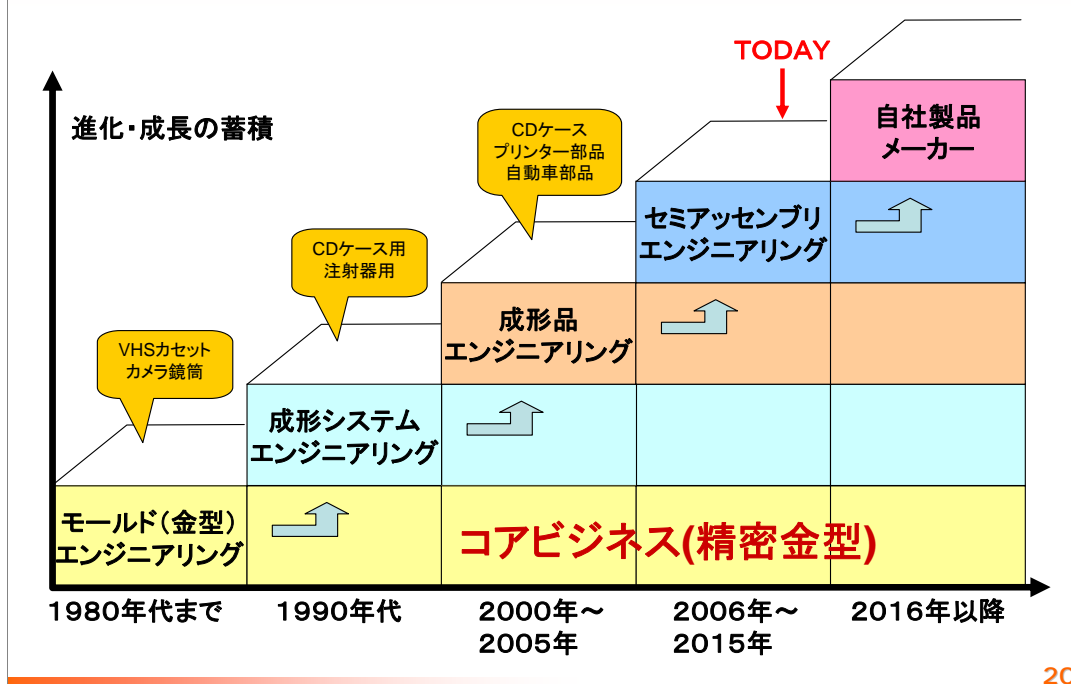 TODAY
進化・成長の蓄積
CDケース
プリンター部品
自動車部品
自社製品
メーカー
CDケース用
注射器用
セミアッセンブリ
エンジニアリング
VHSカセット
カメラ鏡筒
成形品
エンジニアリング
成形システム
エンジニアリング
モールド(金型)
エンジニアリング
コアビジネス(精密金型)
1980年代まで
1990年代
2000年～
2005年
2006年～
2015年
2016年以降
20